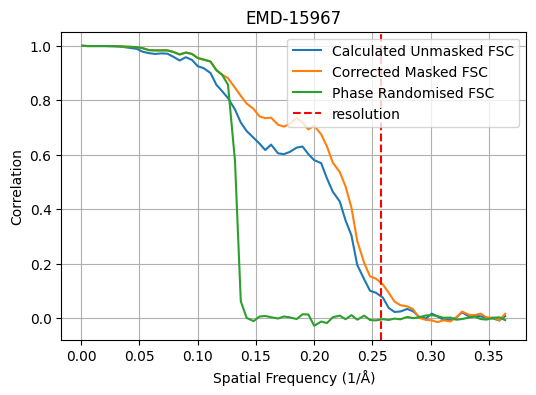 EMD-15967
Calculated Unmasked FSC
Corrected Masked FSC
Phase Randomised FSC
resolution
Correlation
1.0
0.8
0.6
0.4
0.2
0.0
0.00 0.05 0.10 0.15 0.20 0.25 0.30 0.35
Spatial Frequency (1/Å)